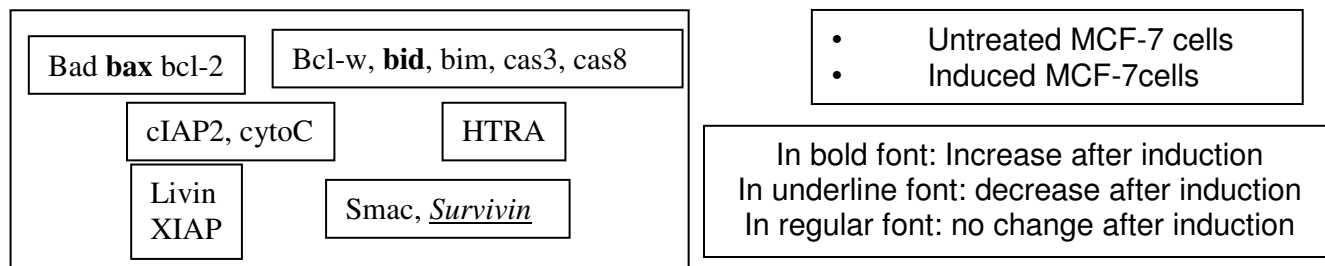 Bad bax bcl-2
Bcl-w, bid, bim, cas3, cas8
cIAP2, cytoC
HTRA
Livin
XIAP
Smac, Survivin
• Untreated MCF-7 cells
• Induced MCF-7cells
In bold font: Increase after induction
In underline font: decrease after induction
In regular font: no change after induction